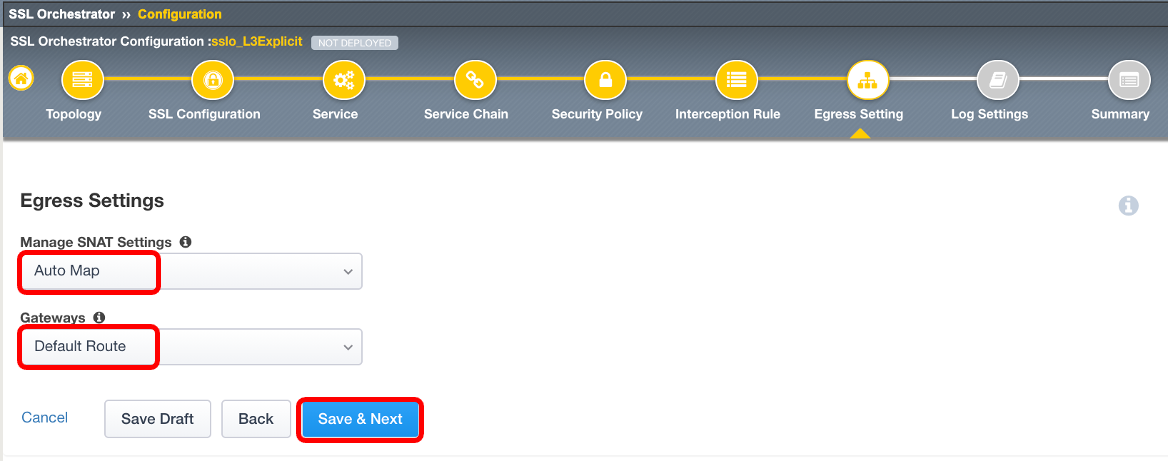 SSL Orchestrator ›› Configuration
SSL Orchestrator Configuration :sslo_L3Explicit NOT DEPLOYED
Topology SSL Configuration Service Service Chain Security Policy Interception Rule Egress Setting Log Settings Summary
Egress Settings
Manage SNAT Settings
Auto Map
Gateways
Default Route
Cancel Save Draft Back Save & Next